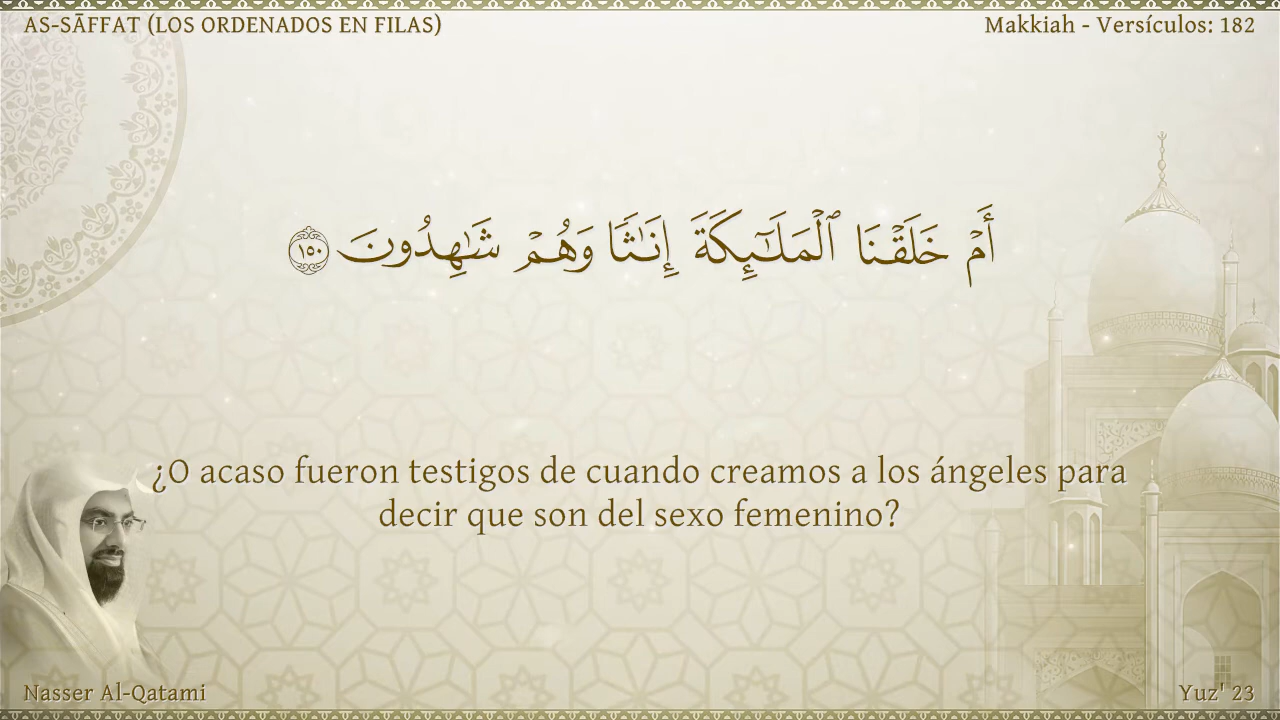 AS-SĀFFAT (LOS ORDENADOS EN FILAS)
Makkiah - Versículos: 182
أَمْ خَلَقْنَا ٱلْمَلَـٰٓئِكَةَ إِنَـٰثًا وَهُمْ شَـٰهِدُونَ ١٥٠
¿O acaso fueron testigos de cuando creamos a los ángeles para
decir que son del sexo femenino?
Nasser Al-Qatami
Yuz' 23